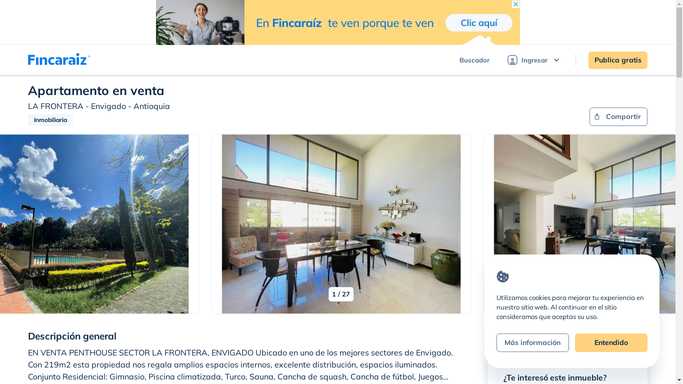 En Fincaraíz te ven porque te ven
Clic aquí
Fincaraiz
Buscador
Ingresar
Publica gratis
Apartamento en venta
LA FRONTERA - Envigado - Antioquia
Inmobiliaria
Compartir
1 / 27
Utilizamos cookies para mejorar tu experiencia en
nuestro sitio web. Al continuar en el sitio
consideramos que aceptas su uso.
Más información
Entendido
Descripción general
EN VENTA PENTHOUSE SECTOR LA FRONTERA, ENVIGADO Ubicado en uno de los mejores sectores de Envigado.
Con 219m2 esta propiedad nos regala amplios espacios internos, excelente distribución, espacios iluminados.
Conjunto Residencial: Gimnasio, Piscina climatizada, Turco, Sauna, Cancha de squash, Cancha de fútbol, Juegos...
¿Te interesó este inmueble?